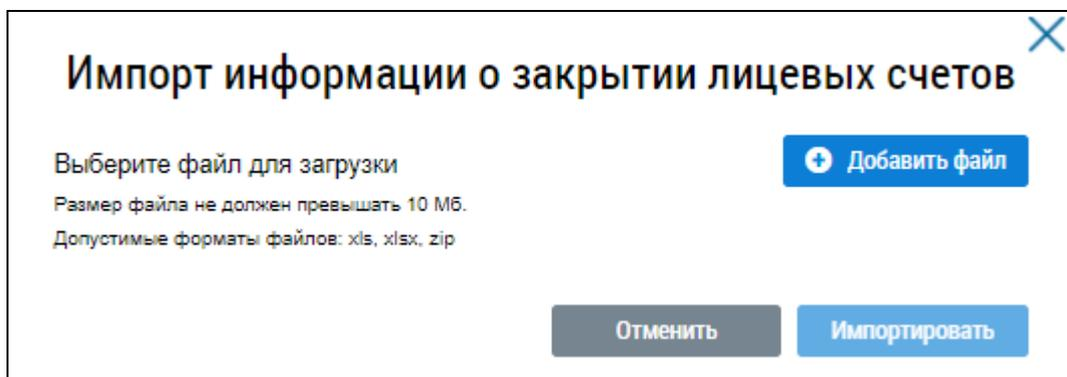 Импорт информации о закрытии лицевых счетов
Выберите файл для загрузки
Добавить файл
Размер файла не должен превышать 10 Мб.
Допустимые форматы файлов: xls, xlsx, zip
Отменить
Импортировать